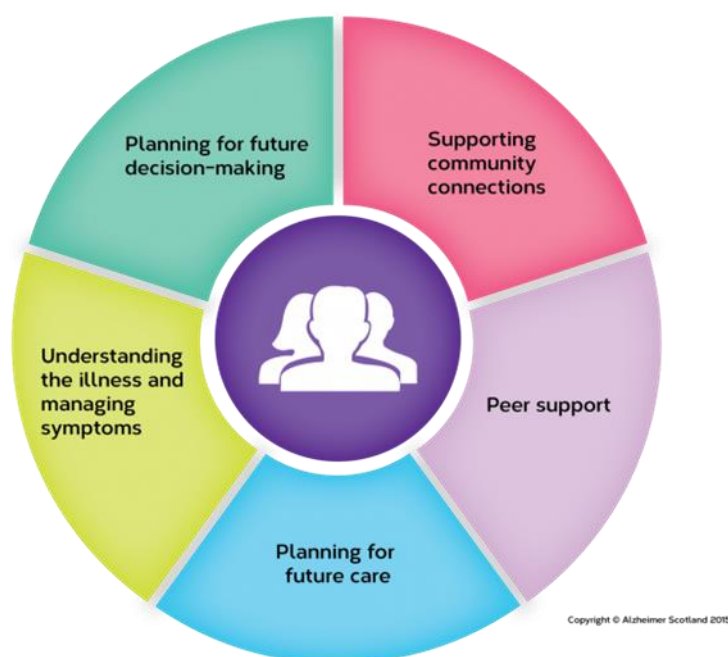 Planning for future
decision-making
Supporting
community
connections
Understanding
the illness and
managing
symptoms
Peer support
Planning for
future care
Copyright © Alzheimer Scotland 2015